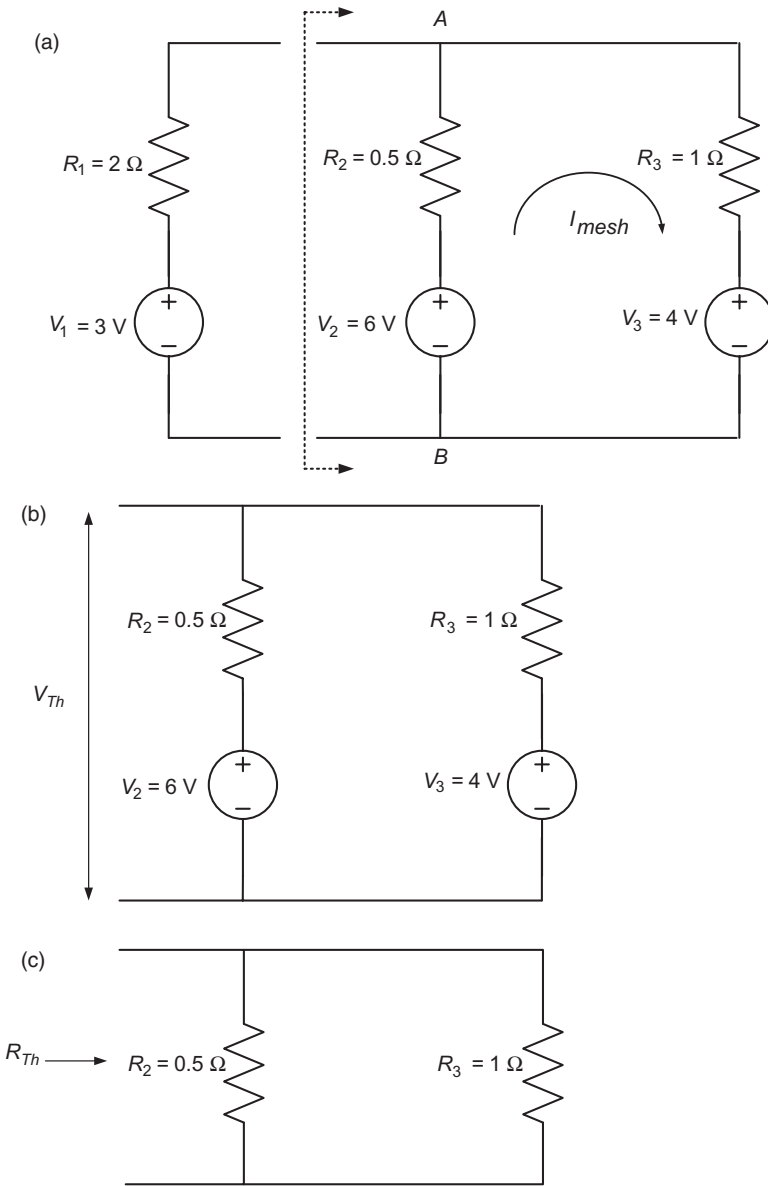 (a)
A
R1 = 2 Ω
R2 = 0.5 Ω
R3 = 1 Ω
Imesh
+
+
+
V1 = 3 V
V2 = 6 V
V3 = 4 V
−
−
−
B
(b)
R2 = 0.5 Ω
R3 = 1 Ω
VTh
+
+
V2 = 6 V
V3 = 4 V
−
−
(c)
RTh
R2 = 0.5 Ω
R3 = 1 Ω